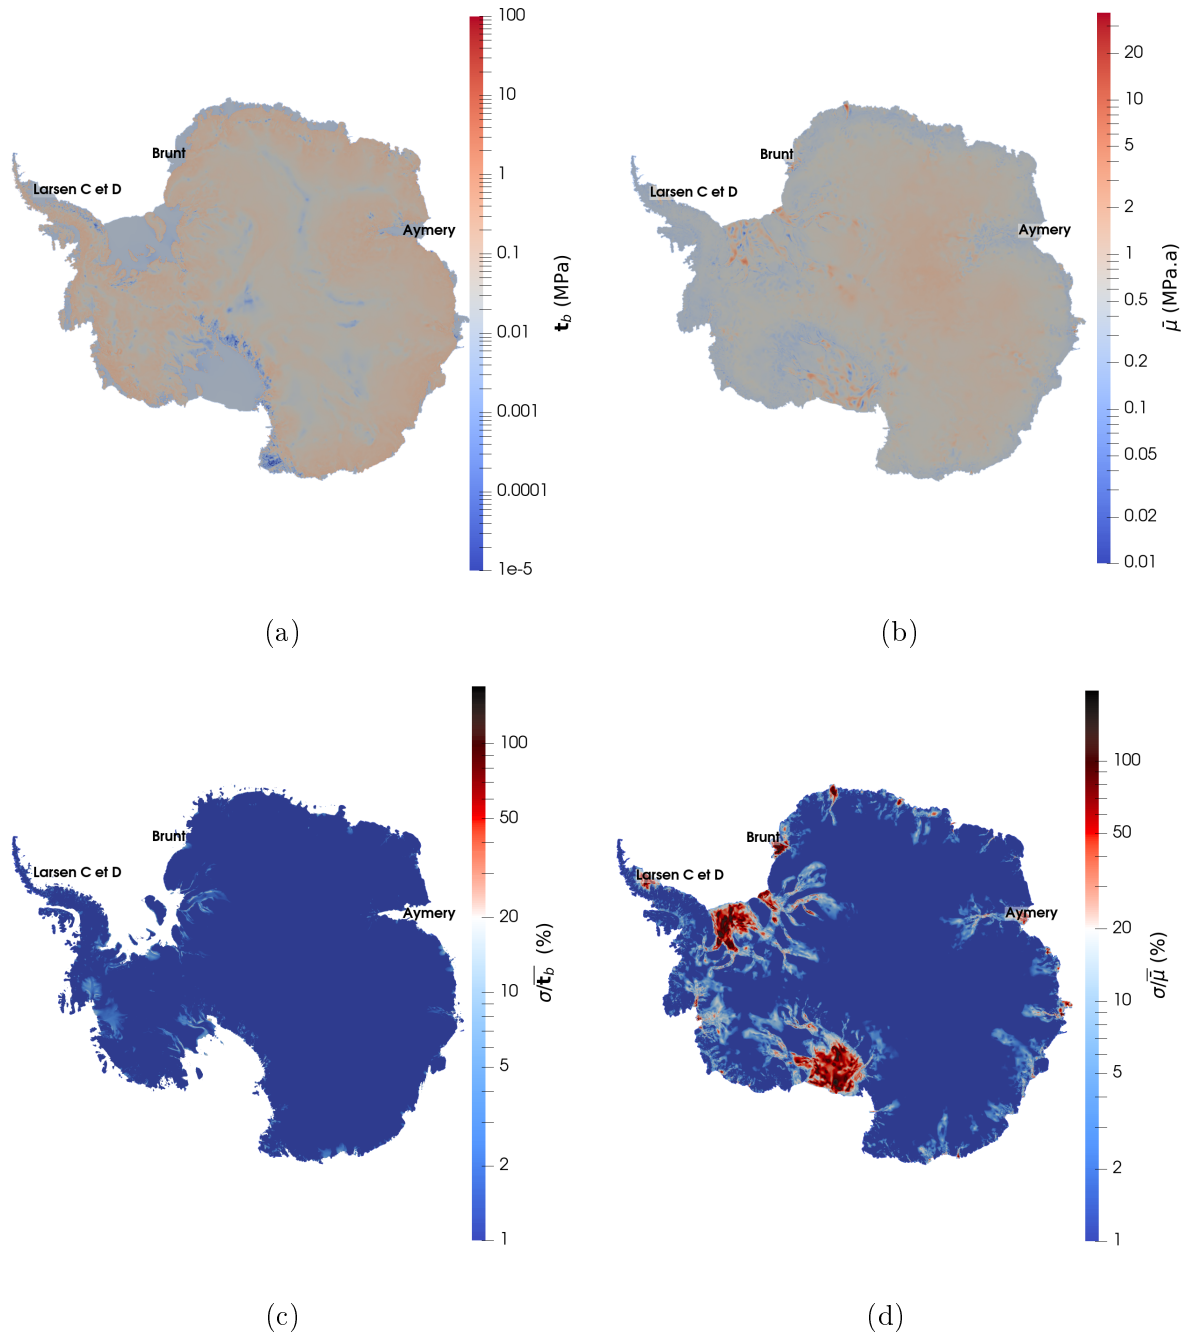 100
10
1
0.1
0.01
0.001
0.0001
1e-5
t_b (MPa)
Brunt
Larsen C et D
Aymery
(a)
20
10
5
2
1
0.5
0.2
0.1
0.05
0.02
0.01
μ̄ (MPa.a)
Brunt
Larsen C et D
Aymery
(b)
100
50
20
10
5
2
1
σ/t̅_b (%)
Brunt
Larsen C et D
Aymery
(c)
100
50
20
10
5
2
1
σ/μ̄̄ (%)
Brunt
Larsen C et D
Aymery
(d)